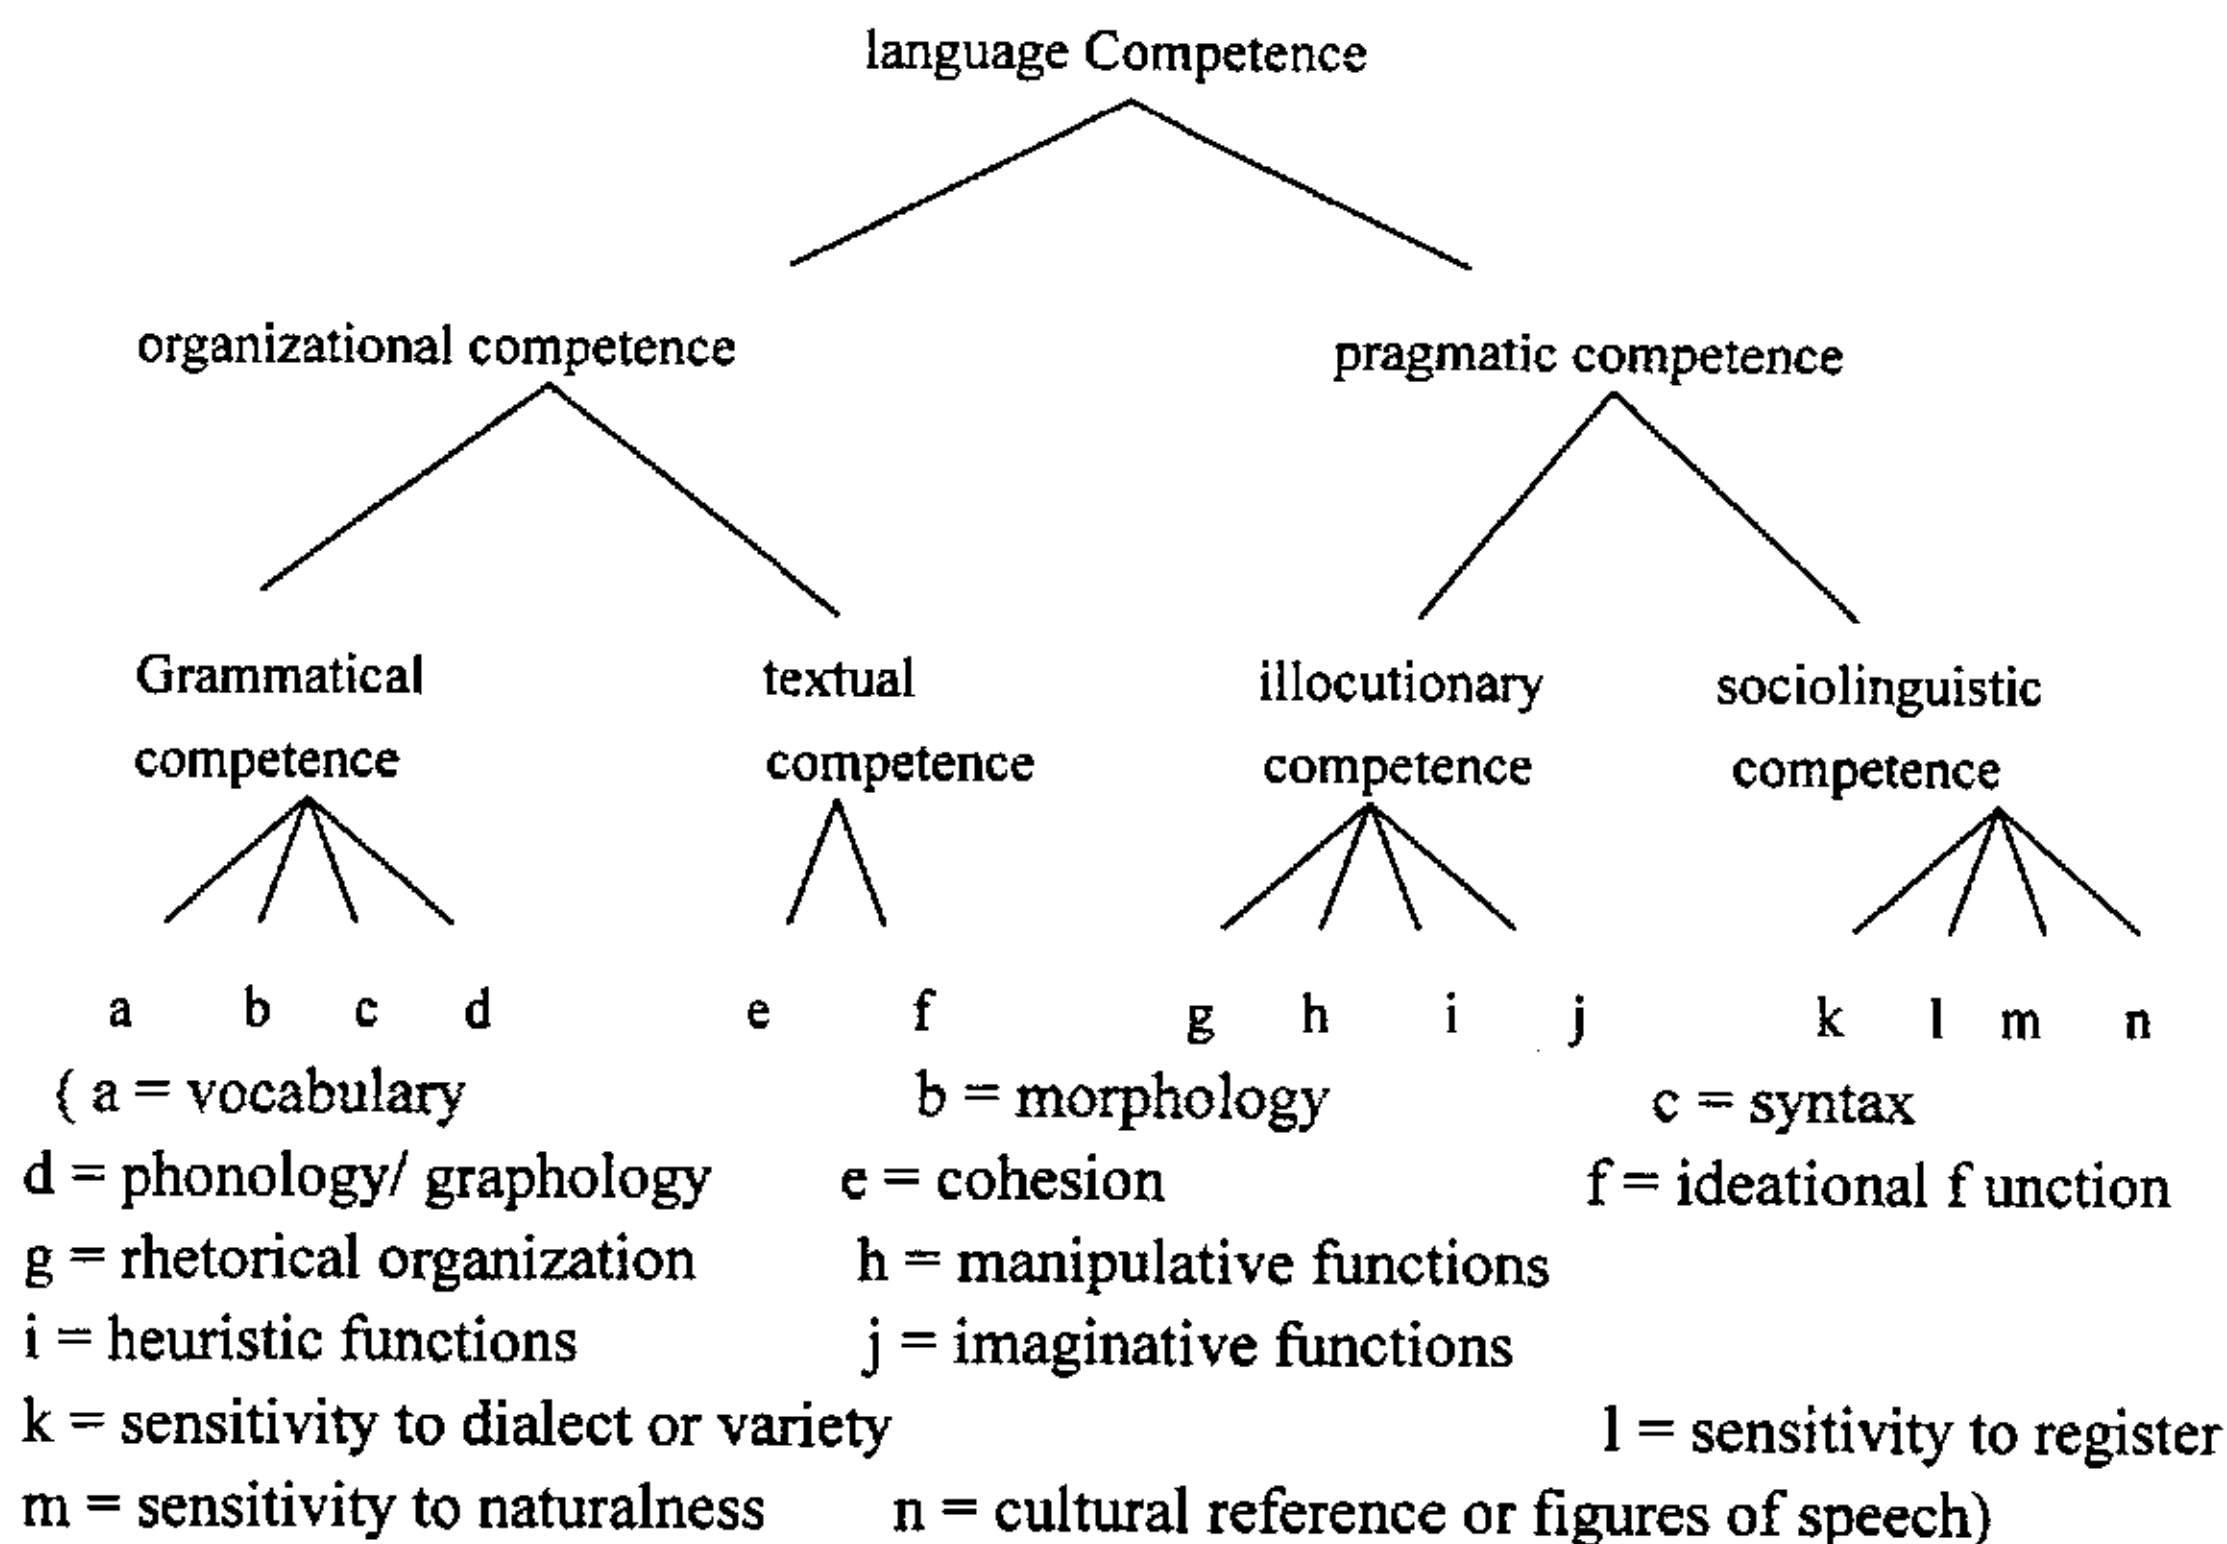 language Competence
organizational competence pragmatic competence
Grammatical textual illocutionary sociolinguistic
competence competence competence competence
a b c d e f g h i j k l m n
( a = vocabulary b = morphology c = syntax
d = phonology/ graphology e = cohesion f = ideational f unction
g = rhetorical organization h = manipulative functions
i = heuristic functions j = imaginative functions
k = sensitivity to dialect or variety l = sensitivity to register
m = sensitivity to naturalness n = cultural reference or figures of speech)